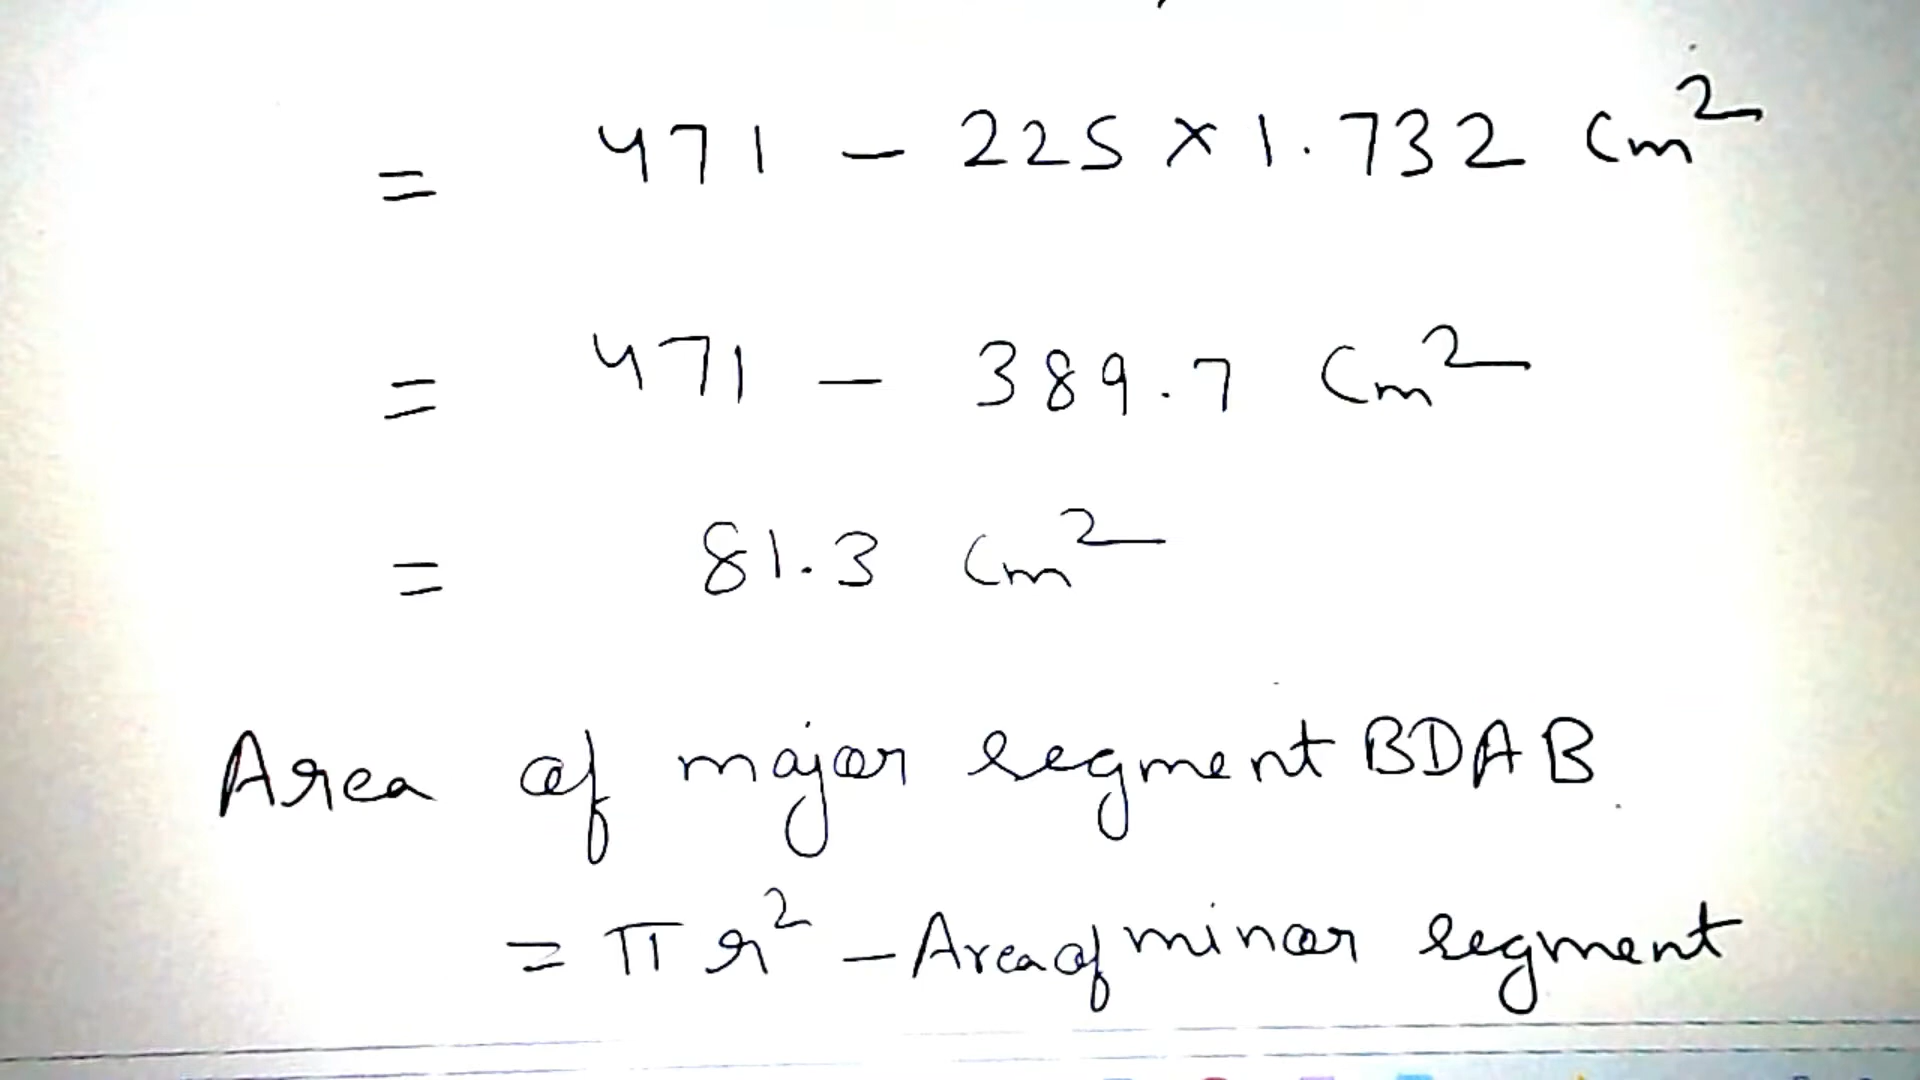 = 471 - 225 × 1.732 cm²
= 471 - 389.7 cm²
= 81.3 cm²
Area of major segment BDAB.
= πr² - Area of minor segment